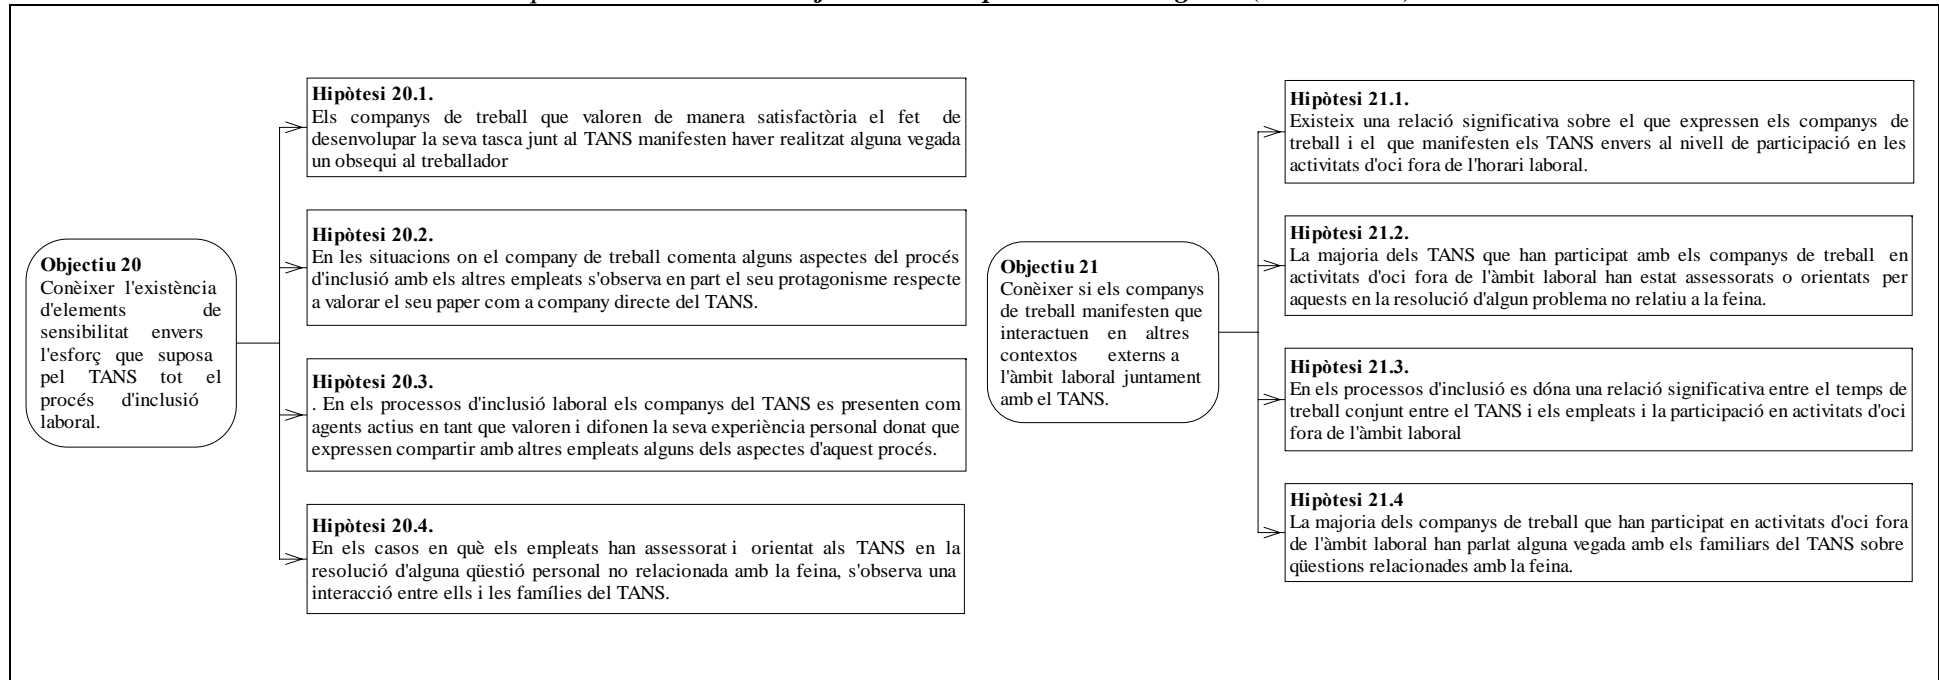 Objectiu 20
Conèixer l'existència
d'elements de
sensibilitat envers
l'esforç que suposa
pel TANS tot el
procés d'inclusió
laboral.
Hipòtesi 20.1.
Els companys de treball que valoren de manera satisfactòria el fet de
desenvolupar la seva tasca junt al TANS manifesten haver realitzat alguna vegada
un obsequi al treballador
Hipòtesi 20.2.
En les situacions on el company de treball comenta alguns aspectes del procés
d'inclusió amb els altres empleats s'observa en part el seu protagonisme respecte
a valorar el seu paper com a company directe del TANS.
Hipòtesi 20.3.
. En els processos d'inclusió laboral els companys del TANS es presenten com
agents actius en tant que valoren i difonen la seva experiència personal donat que
expressen compartir amb altres empleats alguns dels aspectes d'aquest procés.
Hipòtesi 20.4.
En els casos en què els empleats han assessorat i orientat als TANS en la
resolució d'alguna qüestió personal no relacionada amb la feina, s'observa una
interacció entre ells i les famílies del TANS.
Objectiu 21
Conèixer si els companys
de treball manifesten que
interactuen en altres
contextos externs a
l'àmbit laboral juntament
amb el TANS.
Hipòtesi 21.1.
Existeix una relació significativa sobre el que expressen els companys de
treball i el que manifesten els TANS envers al nivell de participació en les
activitats d'oci fora de l'horari laboral.
Hipòtesi 21.2.
La majoria dels TANS que han participat amb els companys de treball en
activitats d'oci fora de l'àmbit laboral han estat assessorats o orientats per
aquests en la resolució d'algun problema no relatiu a la feina.
Hipòtesi 21.3.
En els processos d'inclusió es dóna una relació significativa entre el temps de
treball conjunt entre el TANS i els empleats i la participació en activitats d'oci
fora de l'àmbit laboral
Hipòtesi 21.4
La majoria dels companys de treball que han participat en activitats d'oci fora
de l'àmbit laboral han parlat alguna vegada amb els familiars del TANS sobre
qüestions relacionades amb la feina.